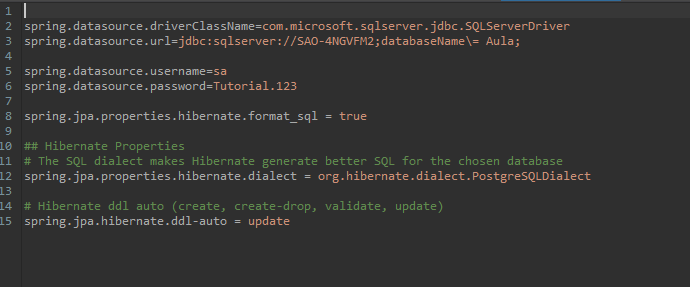 1
2 spring.datasource.driverClassName=com.microsoft.sqlserver.jdbc.SQLServerDriver
3 spring.datasource.url=jdbc:sqlserver://SAO-4NGVFM2;databaseName\= Aula;
4
5 spring.datasource.username=sa
6 spring.datasource.password=Tutorial.123
7
8 spring.jpa.properties.hibernate.format_sql = true
9
10 ## Hibernate Properties
11 # The SQL dialect makes Hibernate generate better SQL for the chosen database
12 spring.jpa.properties.hibernate.dialect = org.hibernate.dialect.PostgreSQLDialect
13
14 # Hibernate ddl auto (create, create-drop, validate, update)
15 spring.jpa.hibernate.ddl-auto = update